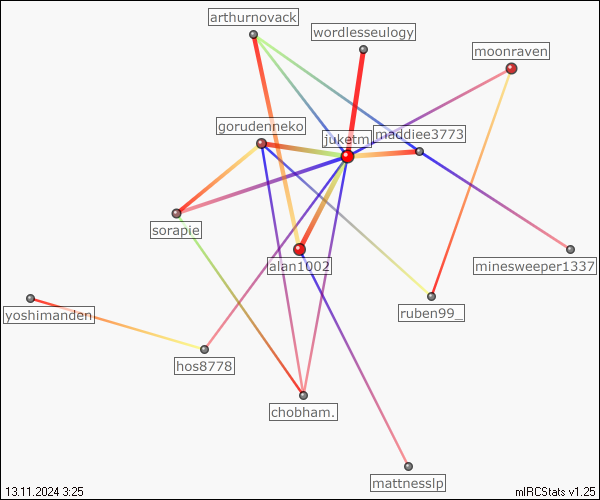 arthurnovack
wordlesseulogy
moonraven
gorudenneko
juketm
maddiee3773
sorapie
alan1002
minesweeper1337
yoshimanden
ruben99_
hos8778
chobham.
mattnesslp
13.11.2024 3:25
mIRCStats v1.25